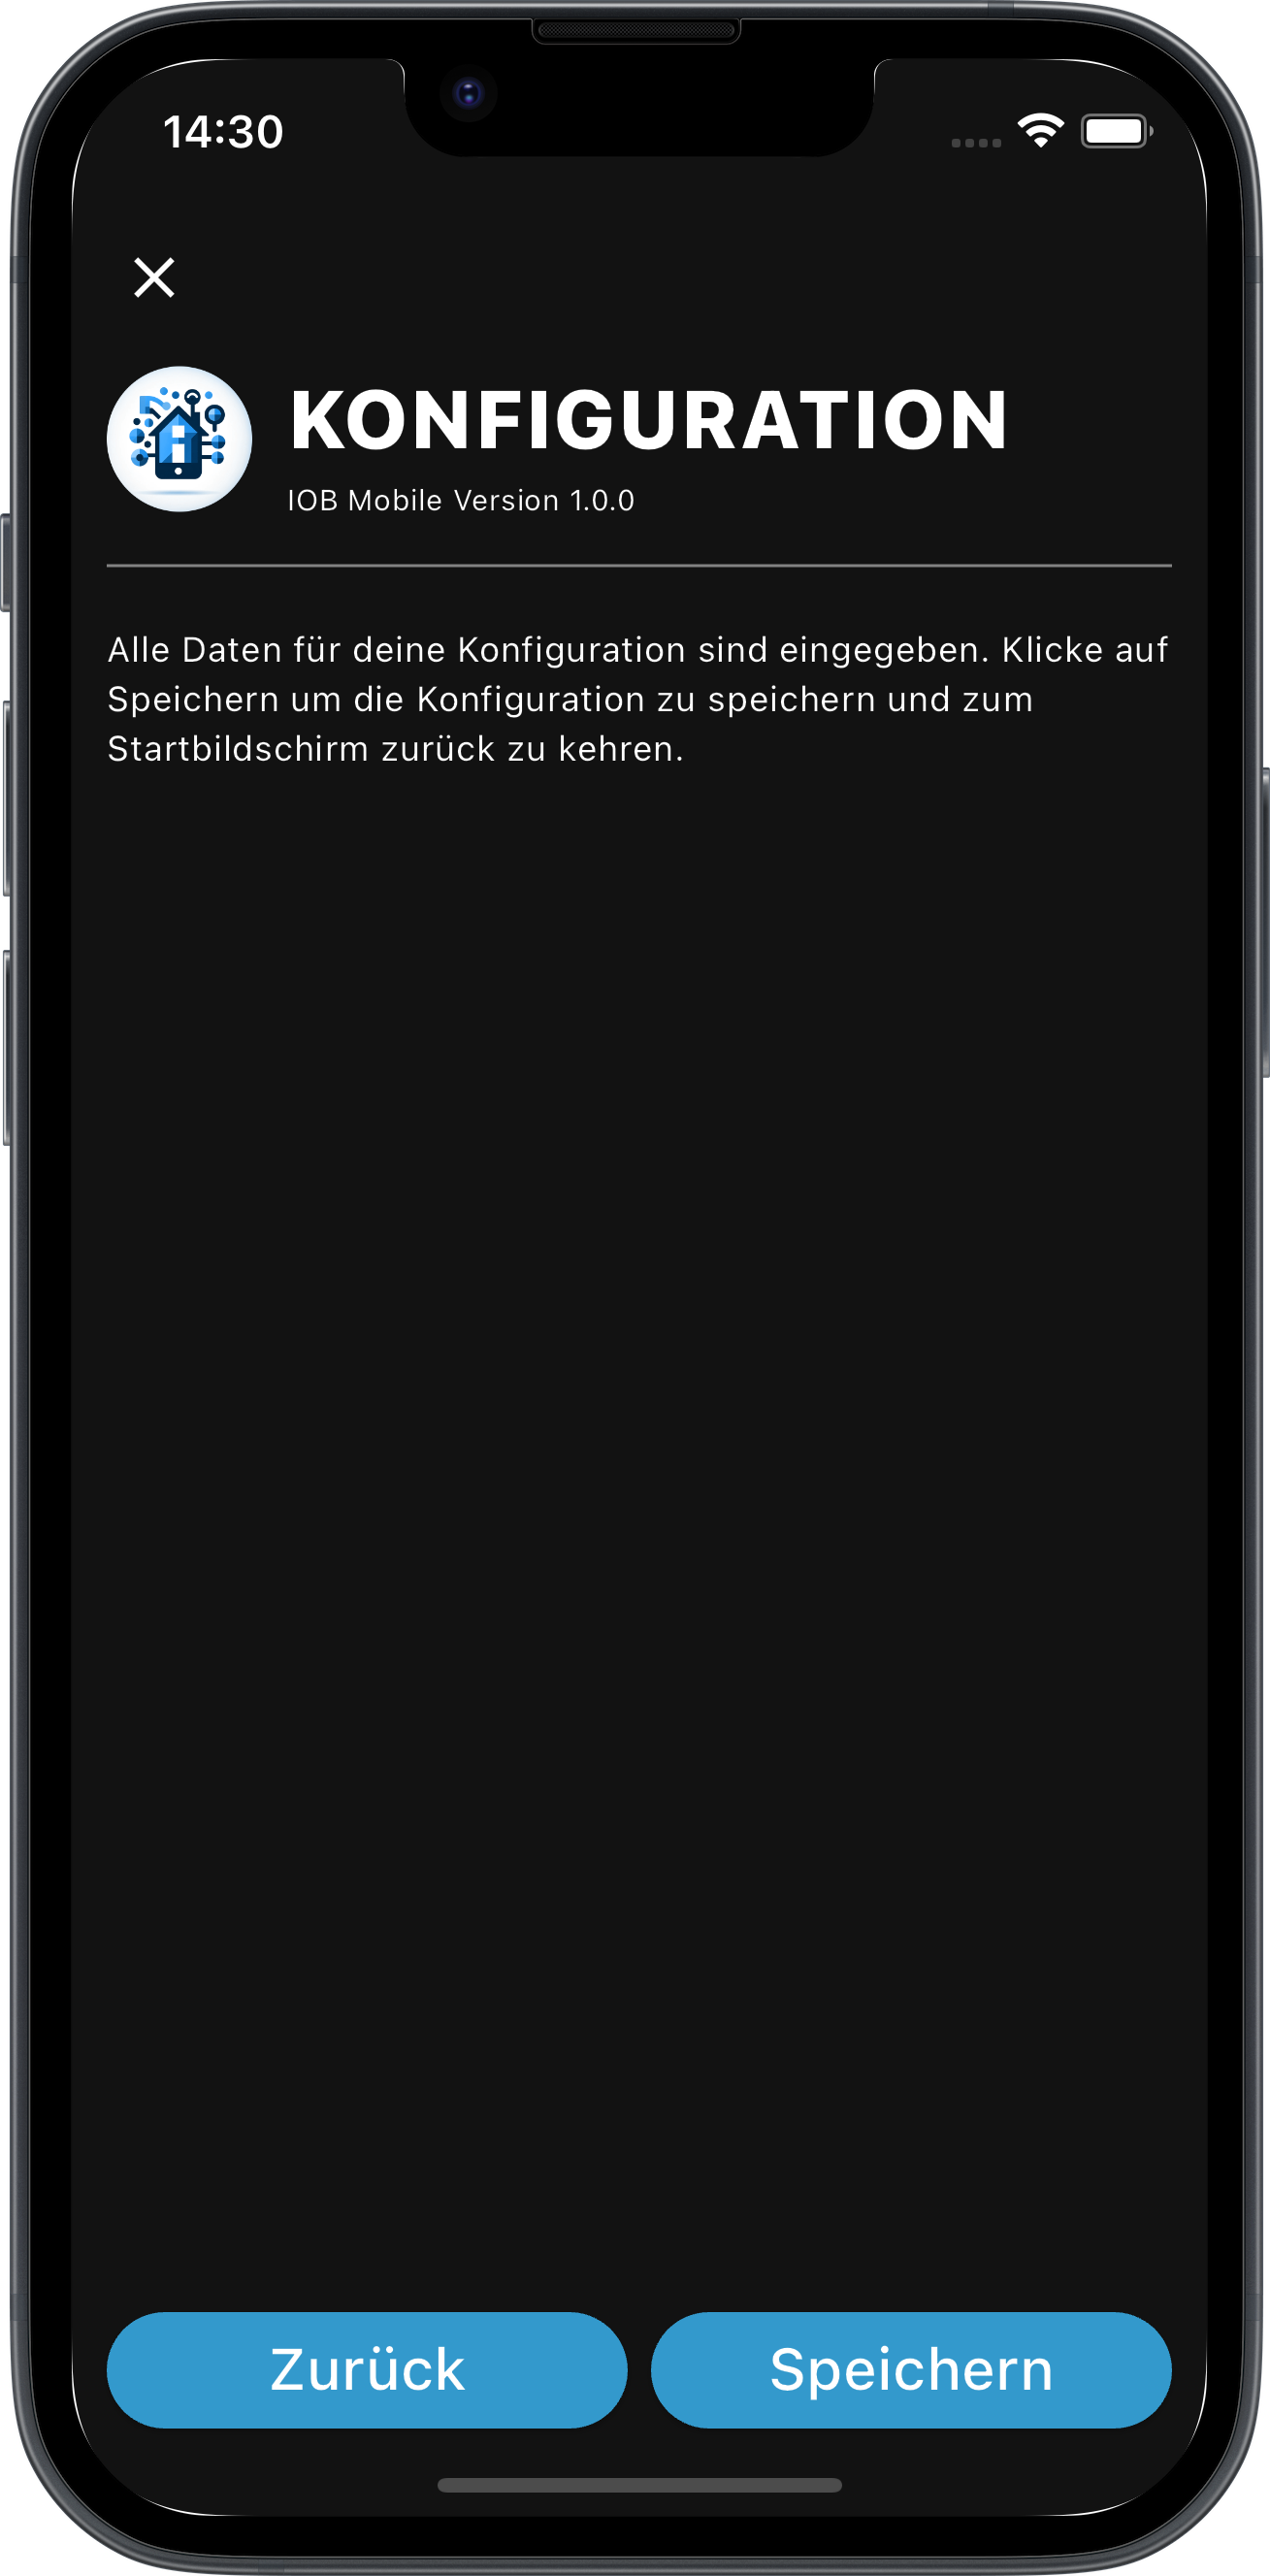 14:30
KONFIGURATION
IOB Mobile Version 1.0.0
Alle Daten für deine Konfiguration sind eingegeben. Klicke auf
Speichern um die Konfiguration zu speichern und zum
Startbildschirm zurück zu kehren.
Zurück
Speichern